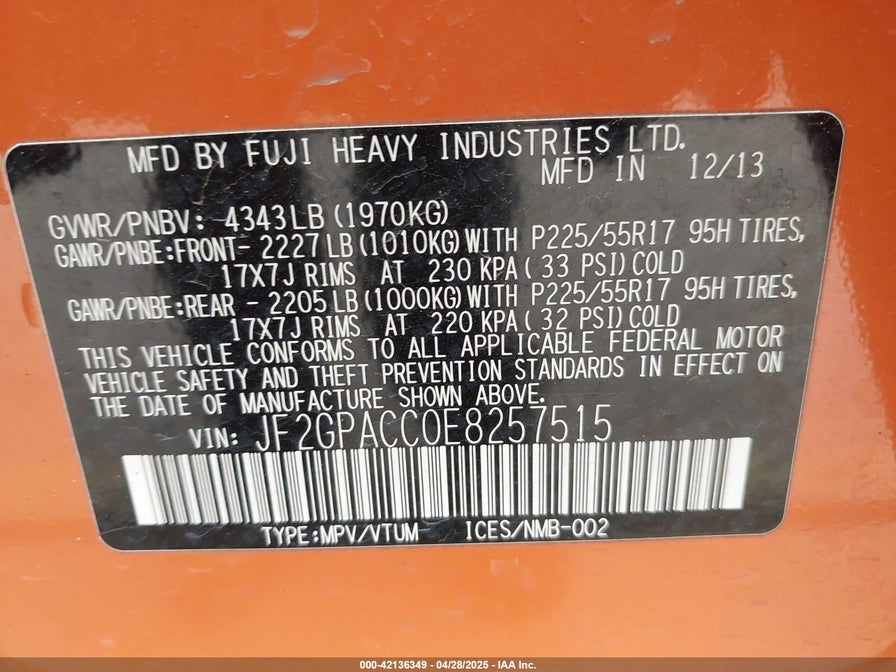 MFD BY FUJI HEAVY INDUSTRIES LTD.
MFD IN 12/13
GVWR/PNBV: 4343LB(1970KG)
GAWR/PNBE:FRONT- 2227LB(1010KG)WITH P225/55R17 95H TIRES,
17X7J RIMS AT 230 KPA(33 PSI)COLD
GAWR/PNBE:REAR - 2205LB(1000KG)WITH P225/55R17 95H TIRES,
17X7J RIMS AT 220 KPA(32 PSI)COLD
THIS VEHICLE CONFORMS TO ALL APPLICABLE FEDERAL MOTOR
VEHICLE SAFETY AND THEFT PREVENTION STANDARDS IN EFFECT ON
THE DATE OF MANUFACTURE SHOWN ABOVE.
VIN: JF2GPACC0E8257515
TYPE:MPV/VTUM ICES/NMB-002
000-42136349 / 04/28/2025 - IAA Inc.